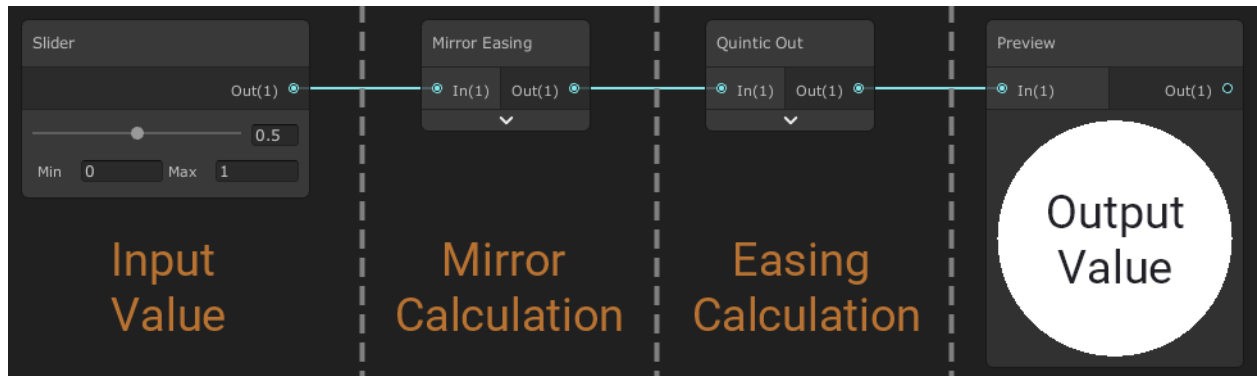 Slider
Out(1)
0.5
Min 0 Max 1
Input
Value
Mirror Easing
In(1) Out(1)
Mirror
Calculation
Quintic Out
In(1) Out(1)
Easing
Calculation
Preview
In(1) Out(1)
Output
Value